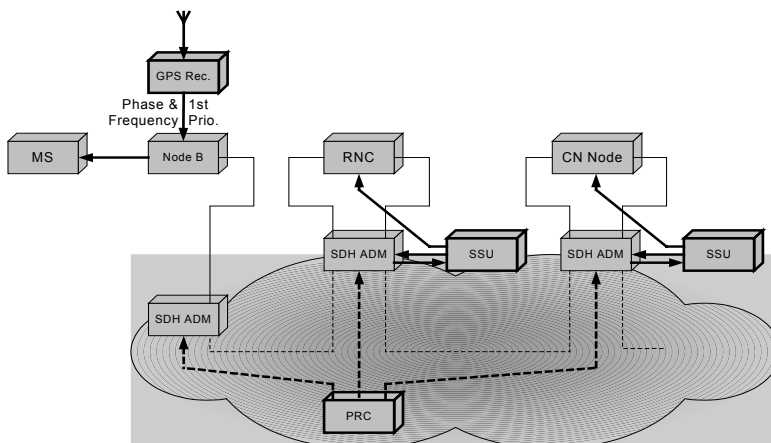 GPS Rec.
Phase & 1st
Frequency Prio.
MS
Node B
RNC
CN Node
SDH ADM
SSU
SDH ADM
SSU
SDH ADM
PRC